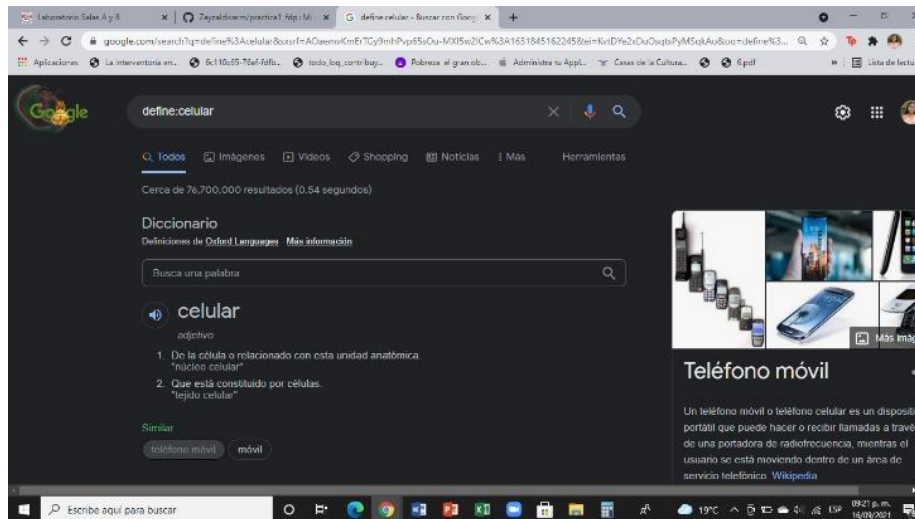 Laboratorio Salas A y B
Zayzaldivarm/practica1_fdp: Mi
define:celular - Buscar con Goog
google.com/search?q=define%3Acelular
Aplicaciones
La interventoría en...
todo_log_contribuy...
Pobreza: el gran ob...
Administra tu Appl...
Casas de la Cultura...
6.pdf
Lista de lectu
Google
define:celular
Todos Imágenes Videos Shopping Noticias Más Herramientas
Cerca de 76,700,000 resultados (0.54 segundos)
Diccionario
Definiciones de Oxford Languages · Más información
Busca una palabra
celular
adjetivo
1. De la célula o relacionado con esta unidad anatómica.
"núcleo celular"
2. Que está constituido por células.
"tejido celular"
Similar
teléfono móvil móvil
Más imág
Teléfono móvil
Un teléfono móvil o teléfono celular es un dispositi
portátil que puede hacer o recibir llamadas a travé
de una portadora de radiofrecuencia, mientras el
usuario se está moviendo dentro de un área de
servicio telefónico. Wikipedia
Escribe aquí para buscar
19°C
ESP
09:21 p. m.
16/09/2021